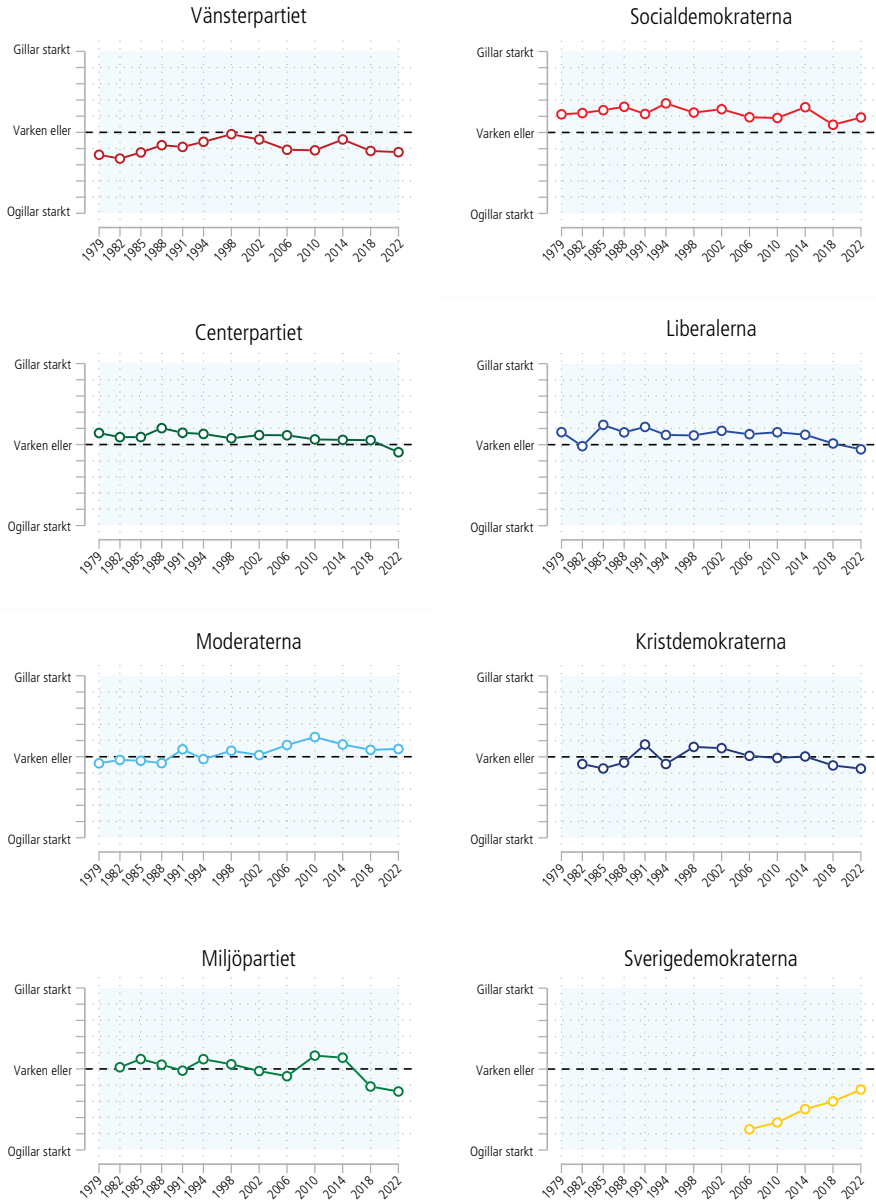 Vänsterpartiet
Gillar starkt
Varken eller
Ogillar starkt
1979 1982 1985 1988 1991 1994 1998 2002 2006 2010 2014 2018 2022
Socialdemokraterna
Gillar starkt
Varken eller
Ogillar starkt
1979 1982 1985 1988 1991 1994 1998 2002 2006 2010 2014 2018 2022
Centerpartiet
Gillar starkt
Varken eller
Ogillar starkt
1979 1982 1985 1988 1991 1994 1998 2002 2006 2010 2014 2018 2022
Liberalerna
Gillar starkt
Varken eller
Ogillar starkt
1979 1982 1985 1988 1991 1994 1998 2002 2006 2010 2014 2018 2022
Moderaterna
Gillar starkt
Varken eller
Ogillar starkt
1979 1982 1985 1988 1991 1994 1998 2002 2006 2010 2014 2018 2022
Kristdemokraterna
Gillar starkt
Varken eller
Ogillar starkt
1979 1982 1985 1988 1991 1994 1998 2002 2006 2010 2014 2018 2022
Miljöpartiet
Gillar starkt
Varken eller
Ogillar starkt
1979 1982 1985 1988 1991 1994 1998 2002 2006 2010 2014 2018 2022
Sverigedemokraterna
Gillar starkt
Varken eller
Ogillar starkt
1979 1982 1985 1988 1991 1994 1998 2002 2006 2010 2014 2018 2022